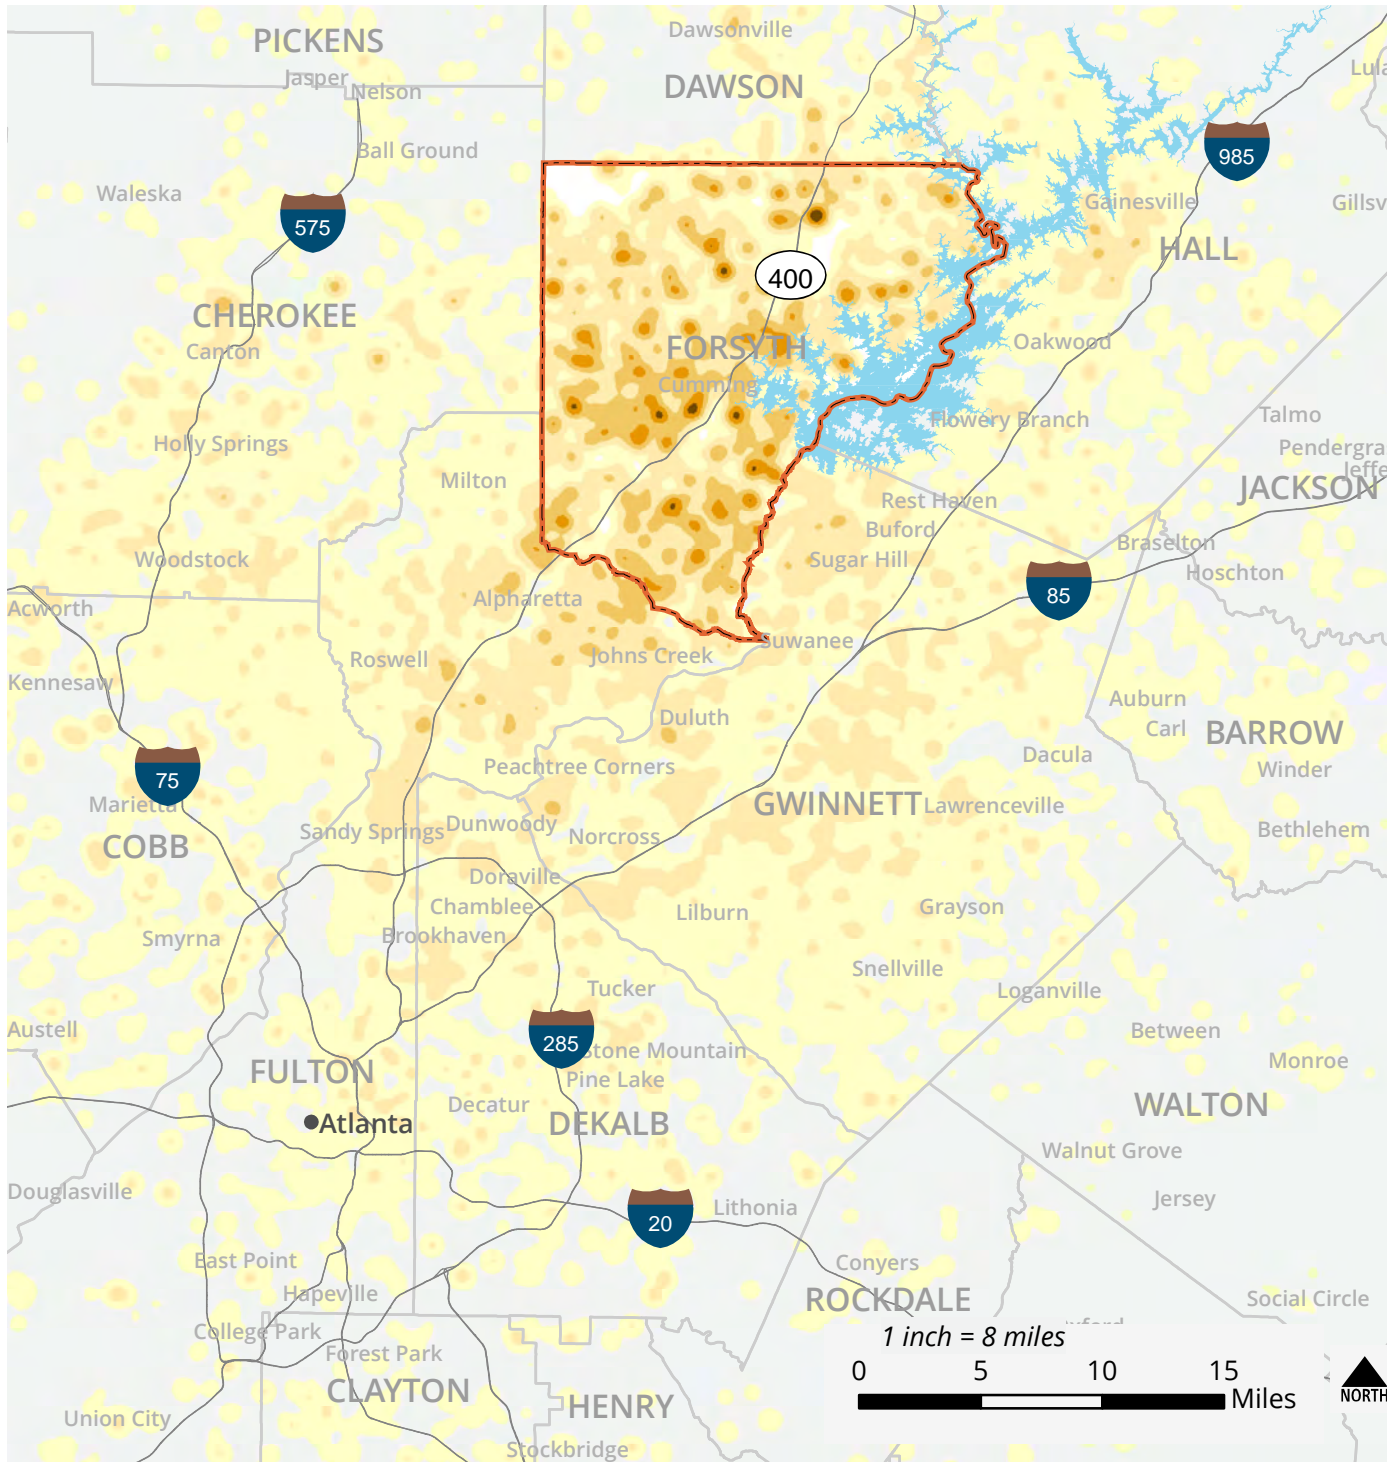 PICKENS
Dawsonville
Jasper
Nelson
DAWSON
Ball Ground
985
Waleska
Gainesville
575
HALL
400
CHEROKEE
FORSYTH
Oakwood
Canton
Cumming
Flowery Branch
Talmo
Holly Springs
Milton
JACKSON
Rest Haven
Buford
Braselton
Woodstock
Sugar Hill
Hoschton
85
Acworth
Alpharetta
Suwanee
Roswell
Johns Creek
Kennesaw
Auburn
Duluth
Carl
BARROW
Dacula
Winder
Peachtree Corners
75
Marietta
GWINNETT
Lawrenceville
Sandy Springs
Dunwoody
Norcross
Bethlehem
COBB
Doraville
Chamblee
Lilburn
Grayson
Smyrna
Brookhaven
Snellville
Tucker
Loganville
Austell
Between
285
Stone Mountain
Monroe
FULTON
Pine Lake
Decatur
WALTON
Atlanta
DEKALB
Walnut Grove
Douglasville
Jersey
Lithonia
20
East Point
Conyers
Hapeville
ROCKDALE
Social Circle
College Park
1 inch = 8 miles
Forest Park
0 5 10 15
CLAYTON
Miles
NORTH
HENRY
Union City
Stockbridge